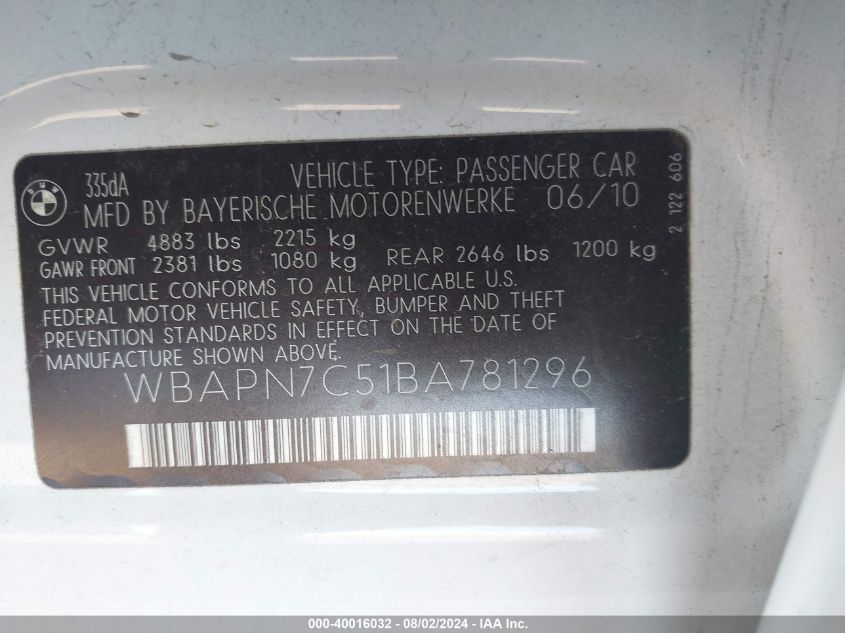 BMW
335dA
VEHICLE TYPE: PASSENGER CAR
MFD BY BAYERISCHE MOTORENWERKE 06/10
GVWR 4883 lbs 2215 kg
GAWR FRONT 2381 lbs 1080 kg REAR 2646 lbs 1200 kg
THIS VEHICLE CONFORMS TO ALL APPLICABLE U.S.
FEDERAL MOTOR VEHICLE SAFETY, BUMPER AND THEFT
PREVENTION STANDARDS IN EFFECT ON THE DATE OF
MANUFACTURE SHOWN ABOVE.
WBAPN7C51BA781296
2 122 606
000-40016032 - 08/02/2024 - IAA Inc.